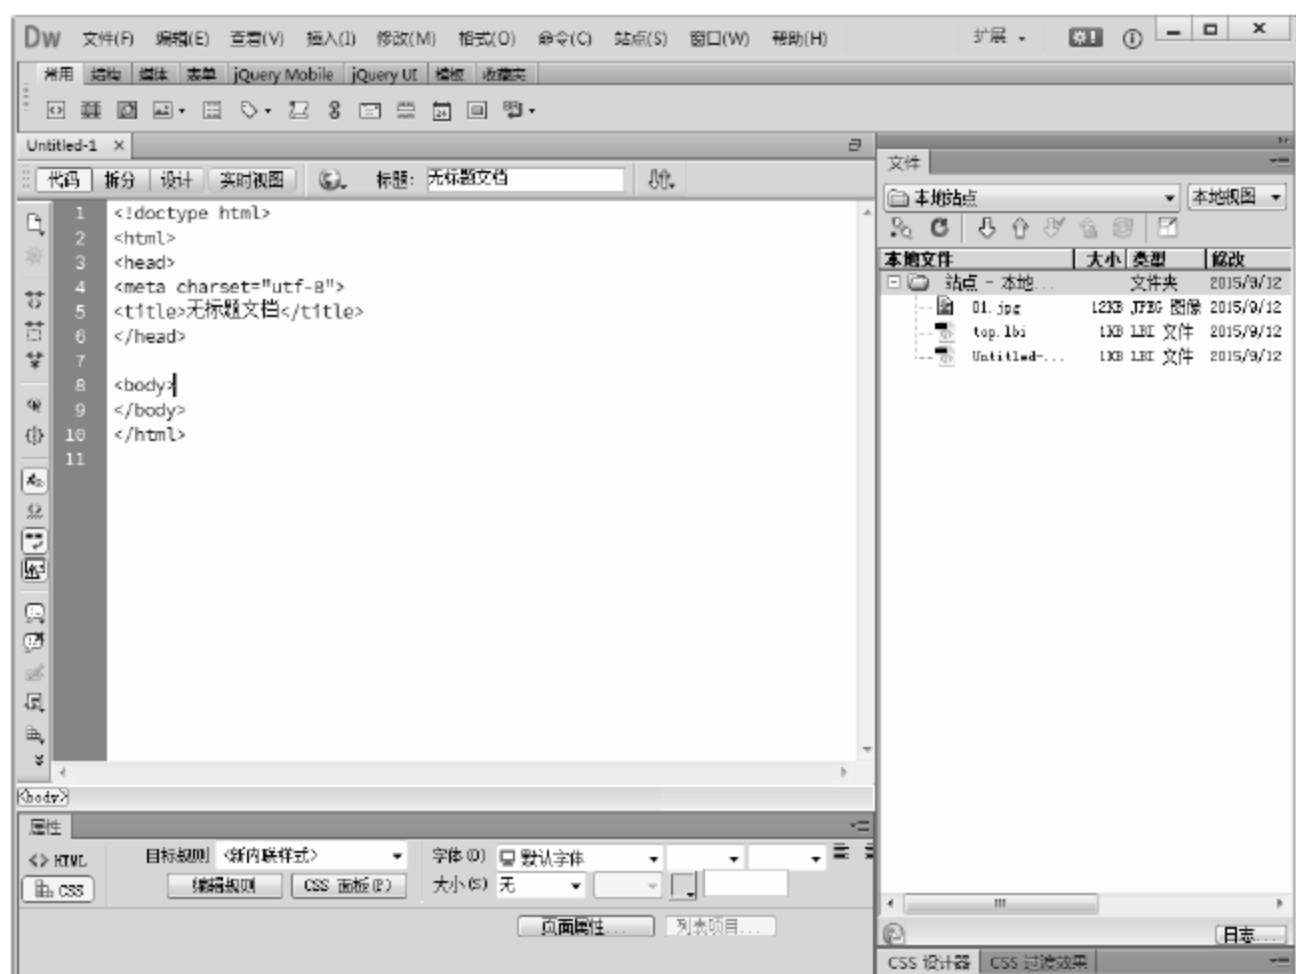 Dw 文件(F) 编辑(E) 查看(V) 插入(I) 修改(M) 格式(O) 命令(C) 站点(S) 窗口(W) 帮助(H) 扩展
常用 结构 媒体 表单 jQuery Mobile jQuery UI 模板 收藏夹
Untitled-1 ×
代码 拆分 设计 实时视图 标题: 无标题文档
1 <!doctype html>
2 <html>
3 <head>
4 <meta charset="utf-8">
5 <title>无标题文档</title>
6 </head>
7
8 <body>
9 </body>
10 </html>
11
<body>
文件
本地站点 本地视图
本地文件 大小 类型 修改
站点 - 本地... 文件夹 2015/9/12
01.jpg 12KB JPEG 图像 2015/9/12
top.lbi 1KB LBI 文件 2015/9/12
Untitled-... 1KB LBI 文件 2015/9/12
日志...
属性
<> HTML 目标规则 <新内联样式> 字体(O) 默认字体
CSS 编辑规则 CSS 面板(P) 大小(S) 无
页面属性... 列表项目...
CSS 设计器 CSS 过渡效果